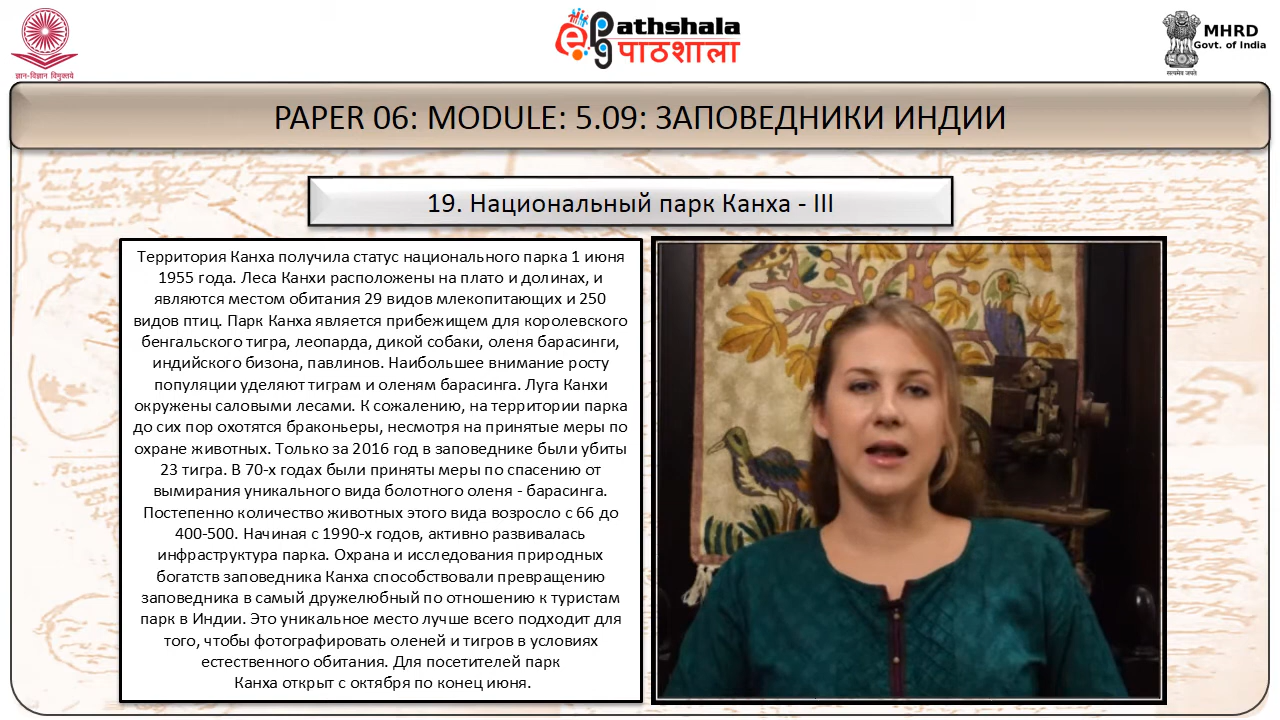 ePathshala
पाठशाला
MHRD
Govt. of India
सत्यमेव जयते
ज्ञान-विज्ञान विमुक्तये
PAPER 06: MODULE: 5.09: ЗАПОВЕДНИКИ ИНДИИ
19. Национальный парк Канха - III
Территория Канха получила статус национального парка 1 июня
1955 года. Леса Канхи расположены на плато и долинах, и
являются местом обитания 29 видов млекопитающих и 250
видов птиц. Парк Канха является прибежищем для королевского
бенгальского тигра, леопарда, дикой собаки, оленя барасинги,
индийского бизона, павлинов. Наибольшее внимание росту
популяции уделяют тиграм и оленям барасинга. Луга Канхи
окружены саловыми лесами. К сожалению, на территории парка
до сих пор охотятся браконьеры, несмотря на принятые меры по
охране животных. Только за 2016 год в заповеднике были убиты
23 тигра. В 70-х годах были приняты меры по спасению от
вымирания уникального вида болотного оленя - барасинга.
Постепенно количество животных этого вида возросло с 66 до
400-500. Начиная с 1990-х годов, активно развивалась
инфраструктура парка. Охрана и исследования природных
богатств заповедника Канха способствовали превращению
заповедника в самый дружелюбный по отношению к туристам
парк в Индии. Это уникальное место лучше всего подходит для
того, чтобы фотографировать оленей и тигров в условиях
естественного обитания. Для посетителей парк
Канха открыт с октября по конец июня.